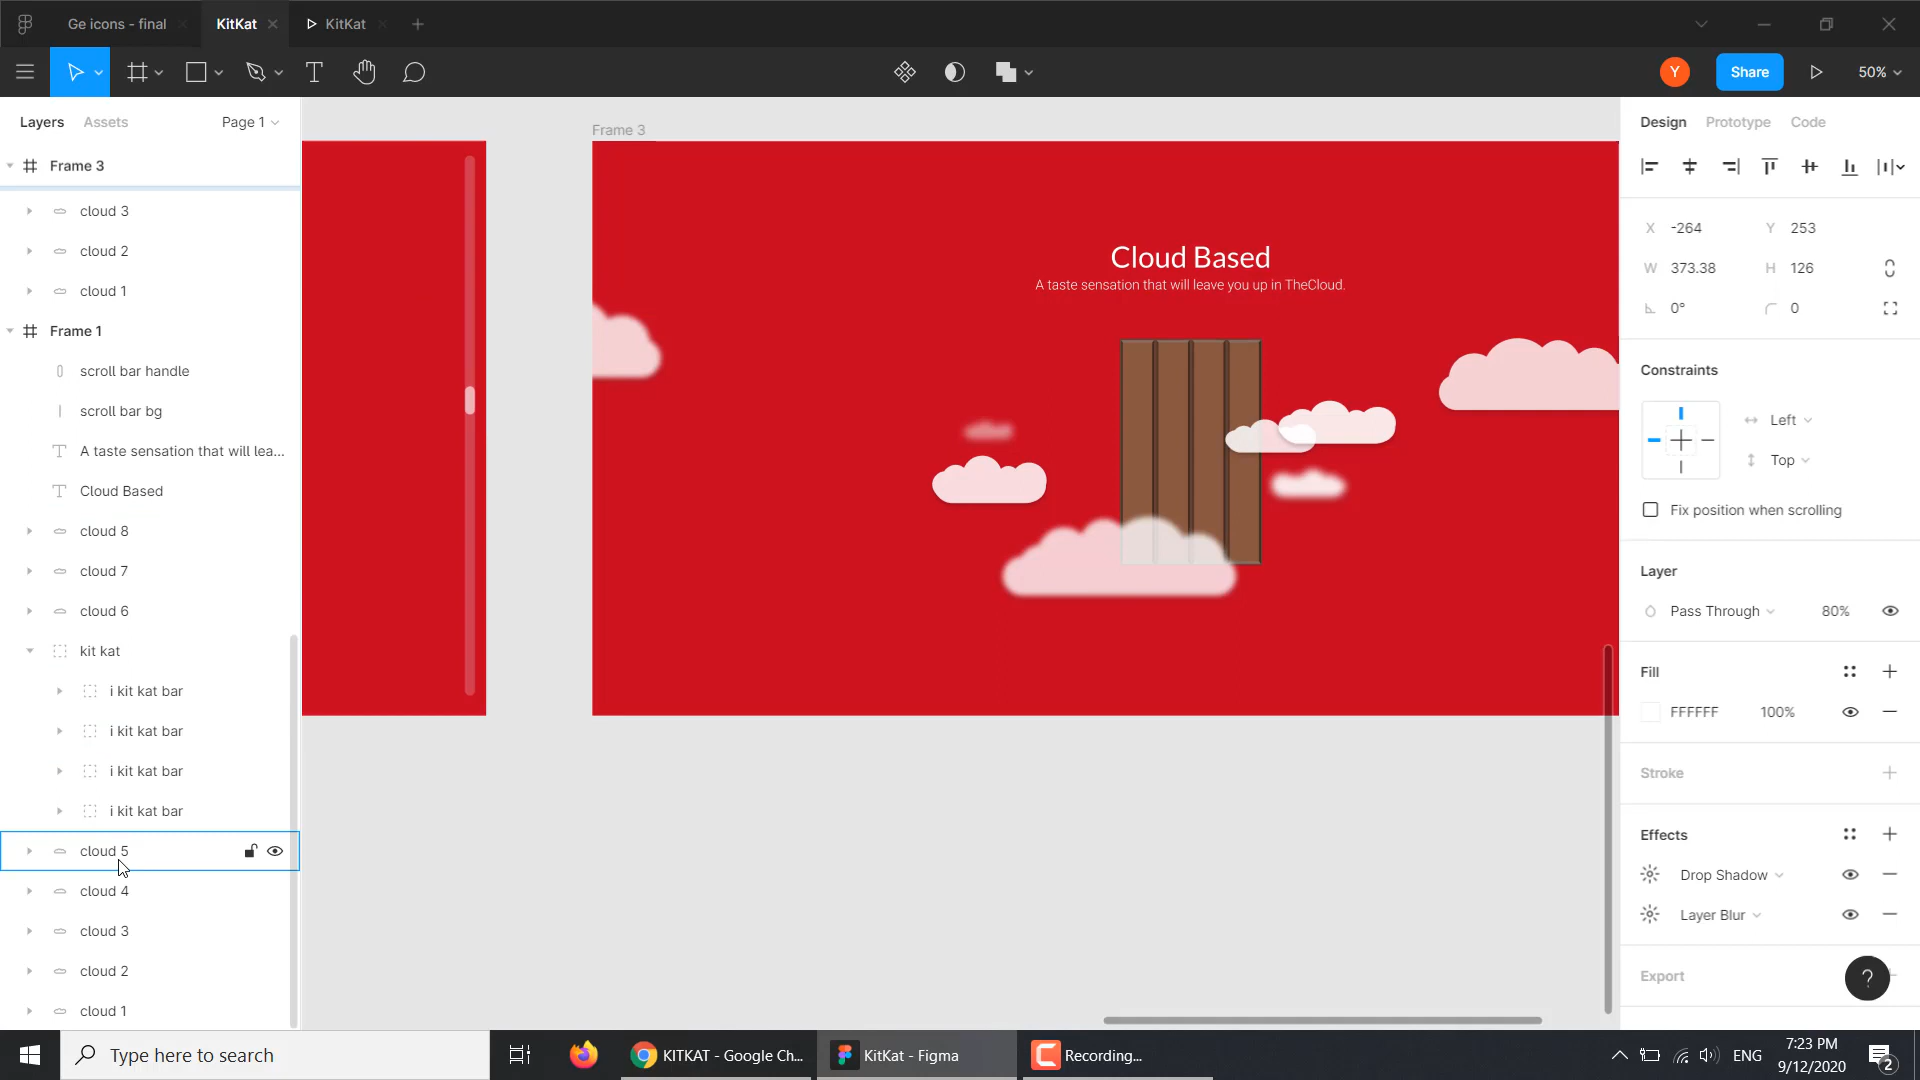 Ge icons - final
KitKat
KitKat
Share
50%
Y
Layers
Assets
Page 1
Frame 3
cloud 3
cloud 2
cloud 1
Frame 1
scroll bar handle
scroll bar bg
A taste sensation that will lea...
Cloud Based
cloud 8
cloud 7
cloud 6
kit kat
i kit kat bar
i kit kat bar
i kit kat bar
i kit kat bar
cloud 5
cloud 4
cloud 3
cloud 2
cloud 1
Frame 3
Cloud Based
A taste sensation that will leave you up in TheCloud.
Design
Prototype
Code
X -264 Y 253
W 373.38 H 126
0° 0
Constraints
Left
Top
Fix position when scrolling
Layer
Pass Through 80%
Fill
FFFFFF 100%
Stroke
Effects
Drop Shadow
Layer Blur
Export
?
Type here to search
KITKAT - Google Ch...
KitKat - Figma
Recording...
ENG
7:23 PM
9/12/2020
2